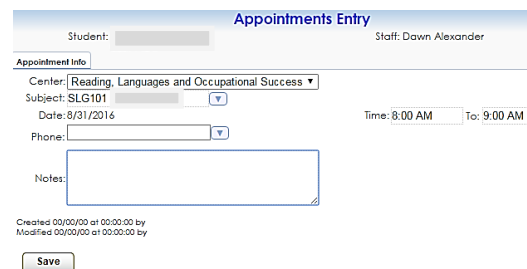 Appointments Entry
Student: Staff: Dawn Alexander
Appointment Info
Center: Reading, Languages and Occupational Success ▼
Subject: SLG101
Date: 8/31/2016 Time: 8:00 AM To: 9:00 AM
Phone:
Notes:
Created 00/00/00 at 00:00:00 by
Modified 00/00/00 at 00:00:00 by
Save